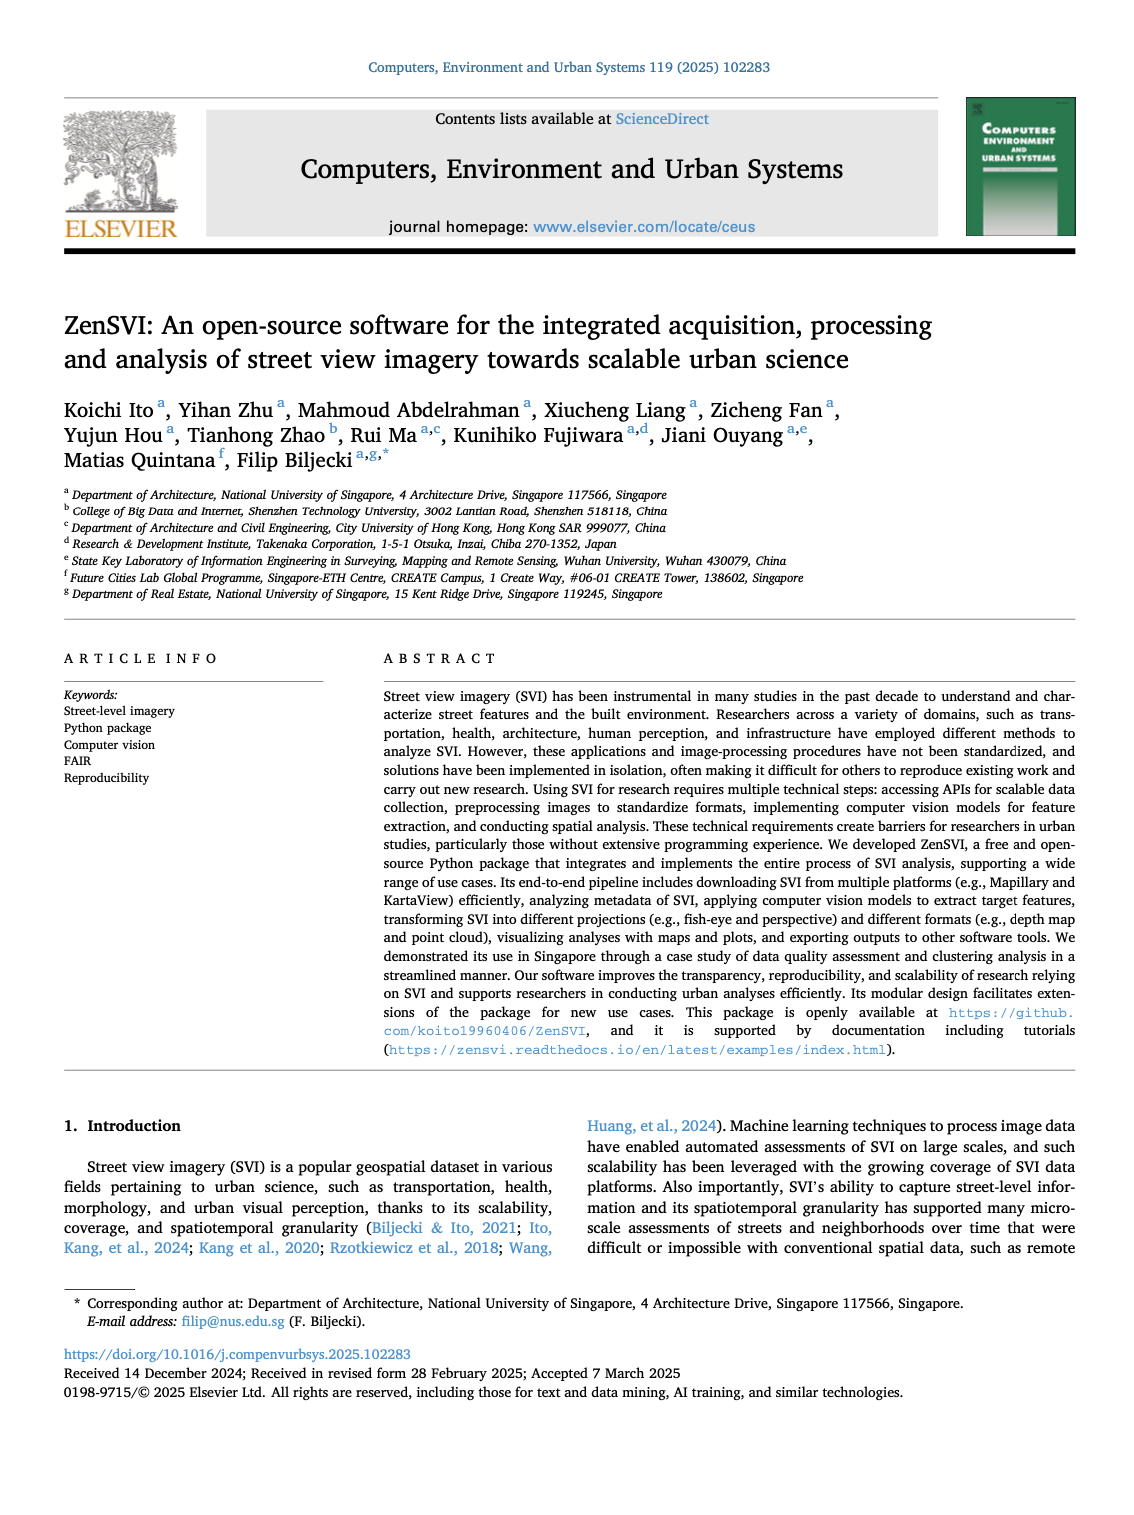 Computers, Environment and Urban Systems 119 (2025) 102283
Contents lists available at ScienceDirect
Computers, Environment and Urban Systems
journal homepage: www.elsevier.com/locate/ceus
ELSEVIER
COMPUTERS
ENVIRONMENT
AND
URBAN SYSTEMS
ZenSVI: An open-source software for the integrated acquisition, processing
and analysis of street view imagery towards scalable urban science
Koichi Ito a, Yihan Zhu a, Mahmoud Abdelrahman a, Xiucheng Liang a, Zicheng Fan a,
Yujun Hou a, Tianhong Zhao b, Rui Ma a,c, Kunihiko Fujiwara a,d, Jiani Ouyang a,e,
Matias Quintana f, Filip Biljecki a,g,*
a Department of Architecture, National University of Singapore, 4 Architecture Drive, Singapore 117566, Singapore
b College of Big Data and Internet, Shenzhen Technology University, 3002 Lantian Road, Shenzhen 518118, China
c Department of Architecture and Civil Engineering, City University of Hong Kong, Hong Kong SAR 999077, China
d Research & Development Institute, Takenaka Corporation, 1-5-1 Otsuka, Inzai, Chiba 270-1352, Japan
e State Key Laboratory of Information Engineering in Surveying, Mapping and Remote Sensing, Wuhan University, Wuhan 430079, China
f Future Cities Lab Global Programme, Singapore-ETH Centre, CREATE Campus, 1 Create Way, #06-01 CREATE Tower, 138602, Singapore
g Department of Real Estate, National University of Singapore, 15 Kent Ridge Drive, Singapore 119245, Singapore
ARTICLE INFO
Keywords:
Street-level imagery
Python package
Computer vision
FAIR
Reproducibility
ABSTRACT
Street view imagery (SVI) has been instrumental in many studies in the past decade to understand and char-
acterize street features and the built environment. Researchers across a variety of domains, such as trans-
portation, health, architecture, human perception, and infrastructure have employed different methods to
analyze SVI. However, these applications and image-processing procedures have not been standardized, and
solutions have been implemented in isolation, often making it difficult for others to reproduce existing work and
carry out new research. Using SVI for research requires multiple technical steps: accessing APIs for scalable data
collection, preprocessing images to standardize formats, implementing computer vision models for feature
extraction, and conducting spatial analysis. These technical requirements create barriers for researchers in urban
studies, particularly those without extensive programming experience. We developed ZenSVI, a free and open-
source Python package that integrates and implements the entire process of SVI analysis, supporting a wide
range of use cases. Its end-to-end pipeline includes downloading SVI from multiple platforms (e.g., Mapillary and
KartaView) efficiently, analyzing metadata of SVI, applying computer vision models to extract target features,
transforming SVI into different projections (e.g., fish-eye and perspective) and different formats (e.g., depth map
and point cloud), visualizing analyses with maps and plots, and exporting outputs to other software tools. We
demonstrated its use in Singapore through a case study of data quality assessment and clustering analysis in a
streamlined manner. Our software improves the transparency, reproducibility, and scalability of research relying
on SVI and supports researchers in conducting urban analyses efficiently. Its modular design facilitates exten-
sions of the package for new use cases. This package is openly available at https://github.
com/koito19960406/ZenSVI, and it is supported by documentation including tutorials
(https://zensvi.readthedocs.io/en/latest/examples/index.html).
1. Introduction
Street view imagery (SVI) is a popular geospatial dataset in various
fields pertaining to urban science, such as transportation, health,
morphology, and urban visual perception, thanks to its scalability,
coverage, and spatiotemporal granularity (Biljecki & Ito, 2021; Ito,
Kang, et al., 2024; Kang et al., 2020; Rzotkiewicz et al., 2018; Wang,
Huang, et al., 2024). Machine learning techniques to process image data
have enabled automated assessments of SVI on large scales, and such
scalability has been leveraged with the growing coverage of SVI data
platforms. Also importantly, SVI's ability to capture street-level infor-
mation and its spatiotemporal granularity has supported many micro-
scale assessments of streets and neighborhoods over time that were
difficult or impossible with conventional spatial data, such as remote
* Corresponding author at: Department of Architecture, National University of Singapore, 4 Architecture Drive, Singapore 117566, Singapore.
E-mail address: filip@nus.edu.sg (F. Biljecki).
https://doi.org/10.1016/j.compenvurbsys.2025.102283
Received 14 December 2024; Received in revised form 28 February 2025; Accepted 7 March 2025
0198-9715/© 2025 Elsevier Ltd. All rights are reserved, including those for text and data mining, AI training, and similar technologies.